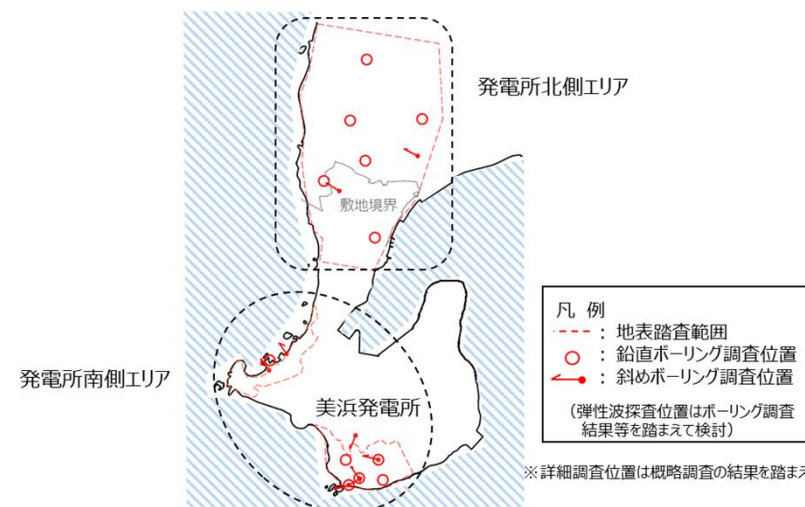 発電所北側エリア
敷地境界
発電所南側エリア
美浜発電所
凡 例
： 地表踏査範囲
： 鉛直ボーリング調査位置
： 斜めボーリング調査位置
（弾性波探査位置はボーリング調査
結果等を踏まえて検討）
※詳細調査位置は概略調査の結果を踏まえ